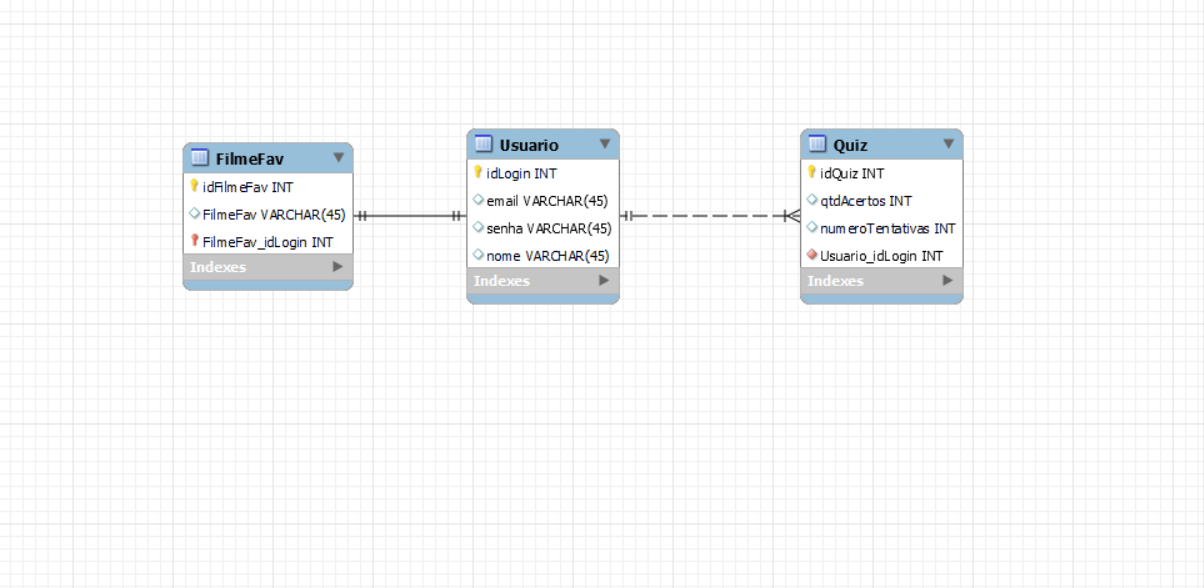 FilmeFav
idFilmeFav INT
FilmeFav VARCHAR(45)
FilmeFav_idLogin INT
Indexes
Usuario
idLogin INT
email VARCHAR(45)
senha VARCHAR(45)
nome VARCHAR(45)
Indexes
Quiz
idQuiz INT
qtdAcertos INT
numeroTentativas INT
Usuario_idLogin INT
Indexes